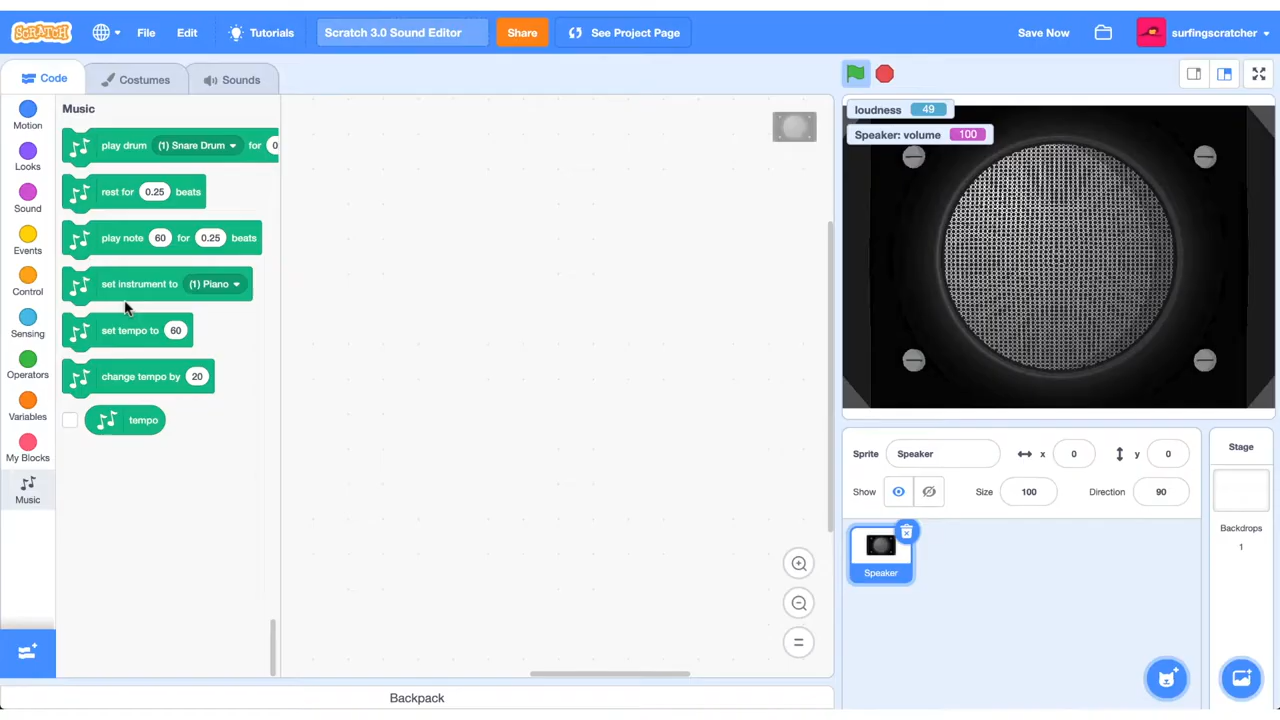 SCRATCH File Edit Tutorials Scratch 3.0 Sound Editor Share See Project Page Save Now surfingscratcher
Code Costumes Sounds
Motion
Looks
Sound
Events
Control
Sensing
Operators
Variables
My Blocks
Music
Music
play drum (1) Snare Drum for 0
rest for 0.25 beats
play note 60 for 0.25 beats
set instrument to (1) Piano
set tempo to 60
change tempo by 20
tempo
loudness 49
Speaker: volume 100
Sprite Speaker x 0 y 0
Show Size 100 Direction 90
Speaker
Stage
Backdrops
1
Backpack